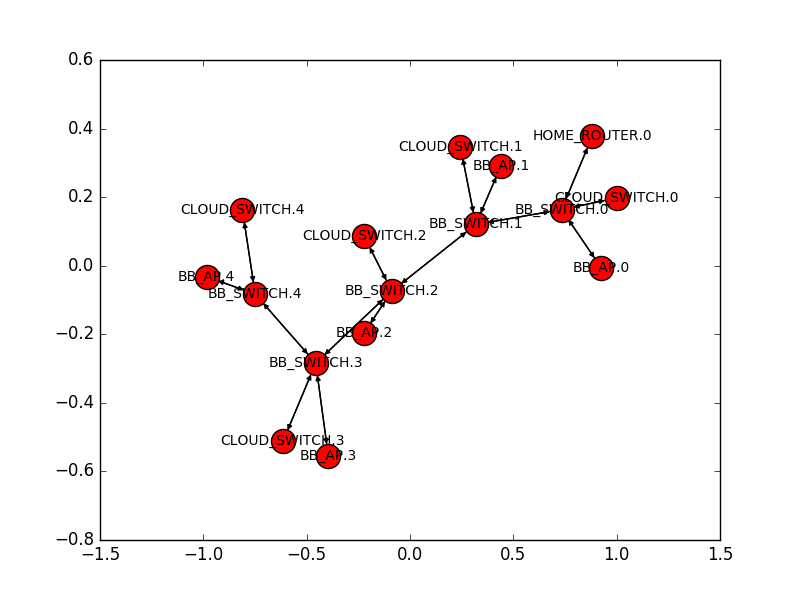 0.6
0.4
0.2
0.0
−0.2
−0.4
−0.6
−0.8
HOME_ROUTER.0
CLOUD_SWITCH.1
BB_AP.1
CLOUD_SWITCH.0
CLOUD_SWITCH.4
BB_SWITCH.0
BB_SWITCH.1
CLOUD_SWITCH.2
BB_AP.0
BB_AP.4
BB_SWITCH.4
BB_SWITCH.2
BB_AP.2
BB_SWITCH.3
CLOUD_SWITCH.3
BB_AP.3
−1.5 −1.0 −0.5 0.0 0.5 1.0 1.5